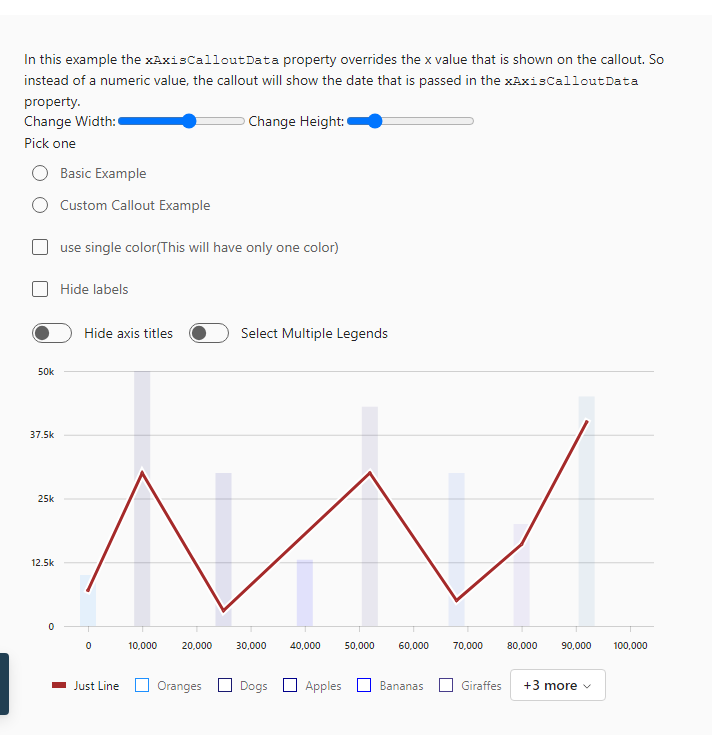 In this example the xAxisCalloutData property overrides the x value that is shown on the callout. So
instead of a numeric value, the callout will show the date that is passed in the xAxisCalloutData
property.
Change Width: Change Height:
Pick one
Basic Example
Custom Callout Example
use single color(This will have only one color)
Hide labels
Hide axis titles Select Multiple Legends
50k
37.5k
25k
12.5k
0
0 10,000 20,000 30,000 40,000 50,000 60,000 70,000 80,000 90,000 100,000
Just Line Oranges Dogs Apples Bananas Giraffes +3 more